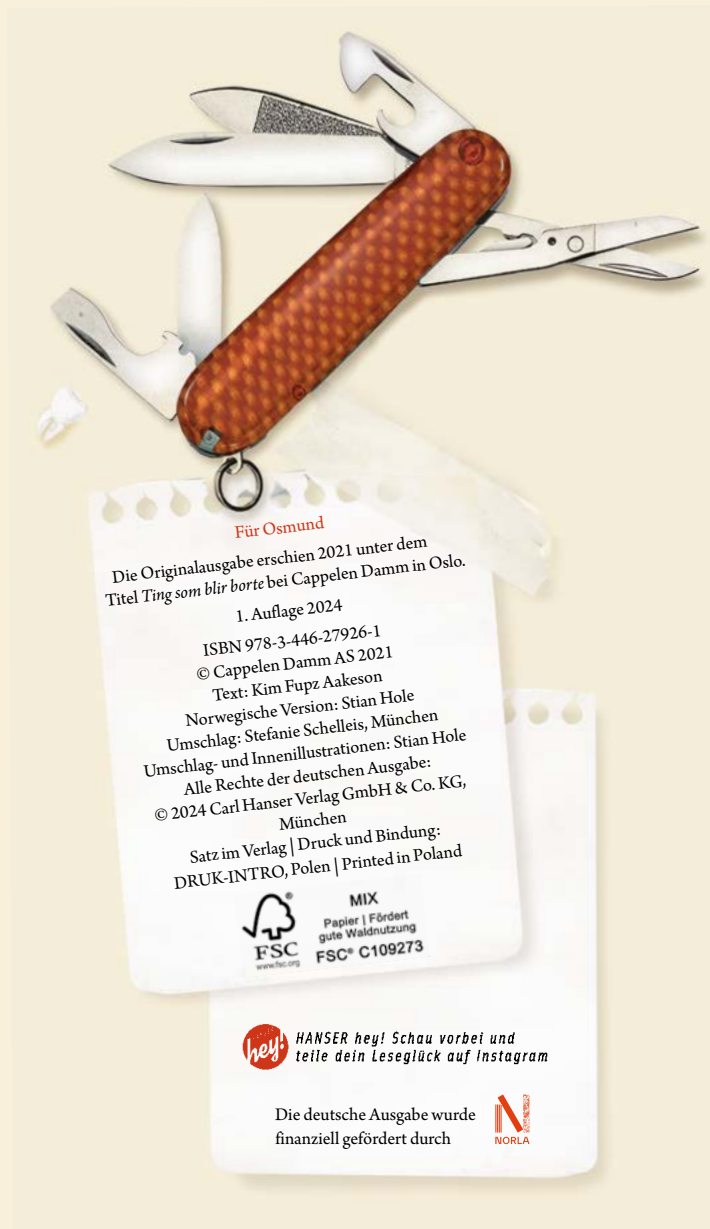 Für Osmund
Die Originalausgabe erschien 2021 unter dem
Titel Ting som blir borte bei Cappelen Damm in Oslo.
1. Auflage 2024
ISBN 978-3-446-27926-1
© Cappelen Damm AS 2021
Text: Kim Fupz Aakeson
Norwegische Version: Stian Hole
Umschlag: Stefanie Schelleis, München
Umschlag- und Innenillustrationen: Stian Hole
Alle Rechte der deutschen Ausgabe:
© 2024 Carl Hanser Verlag GmbH & Co. KG,
München
Satz im Verlag | Druck und Bindung:
DRUK-INTRO, Polen | Printed in Poland
®
FSC
www.fsc.org
MIX
Papier | Fördert
gute Waldnutzung
FSC® C109273
hey!
HANSER hey! Schau vorbei und
teile dein Leseglück auf Instagram
Die deutsche Ausgabe wurde
finanziell gefördert durch
NORLA